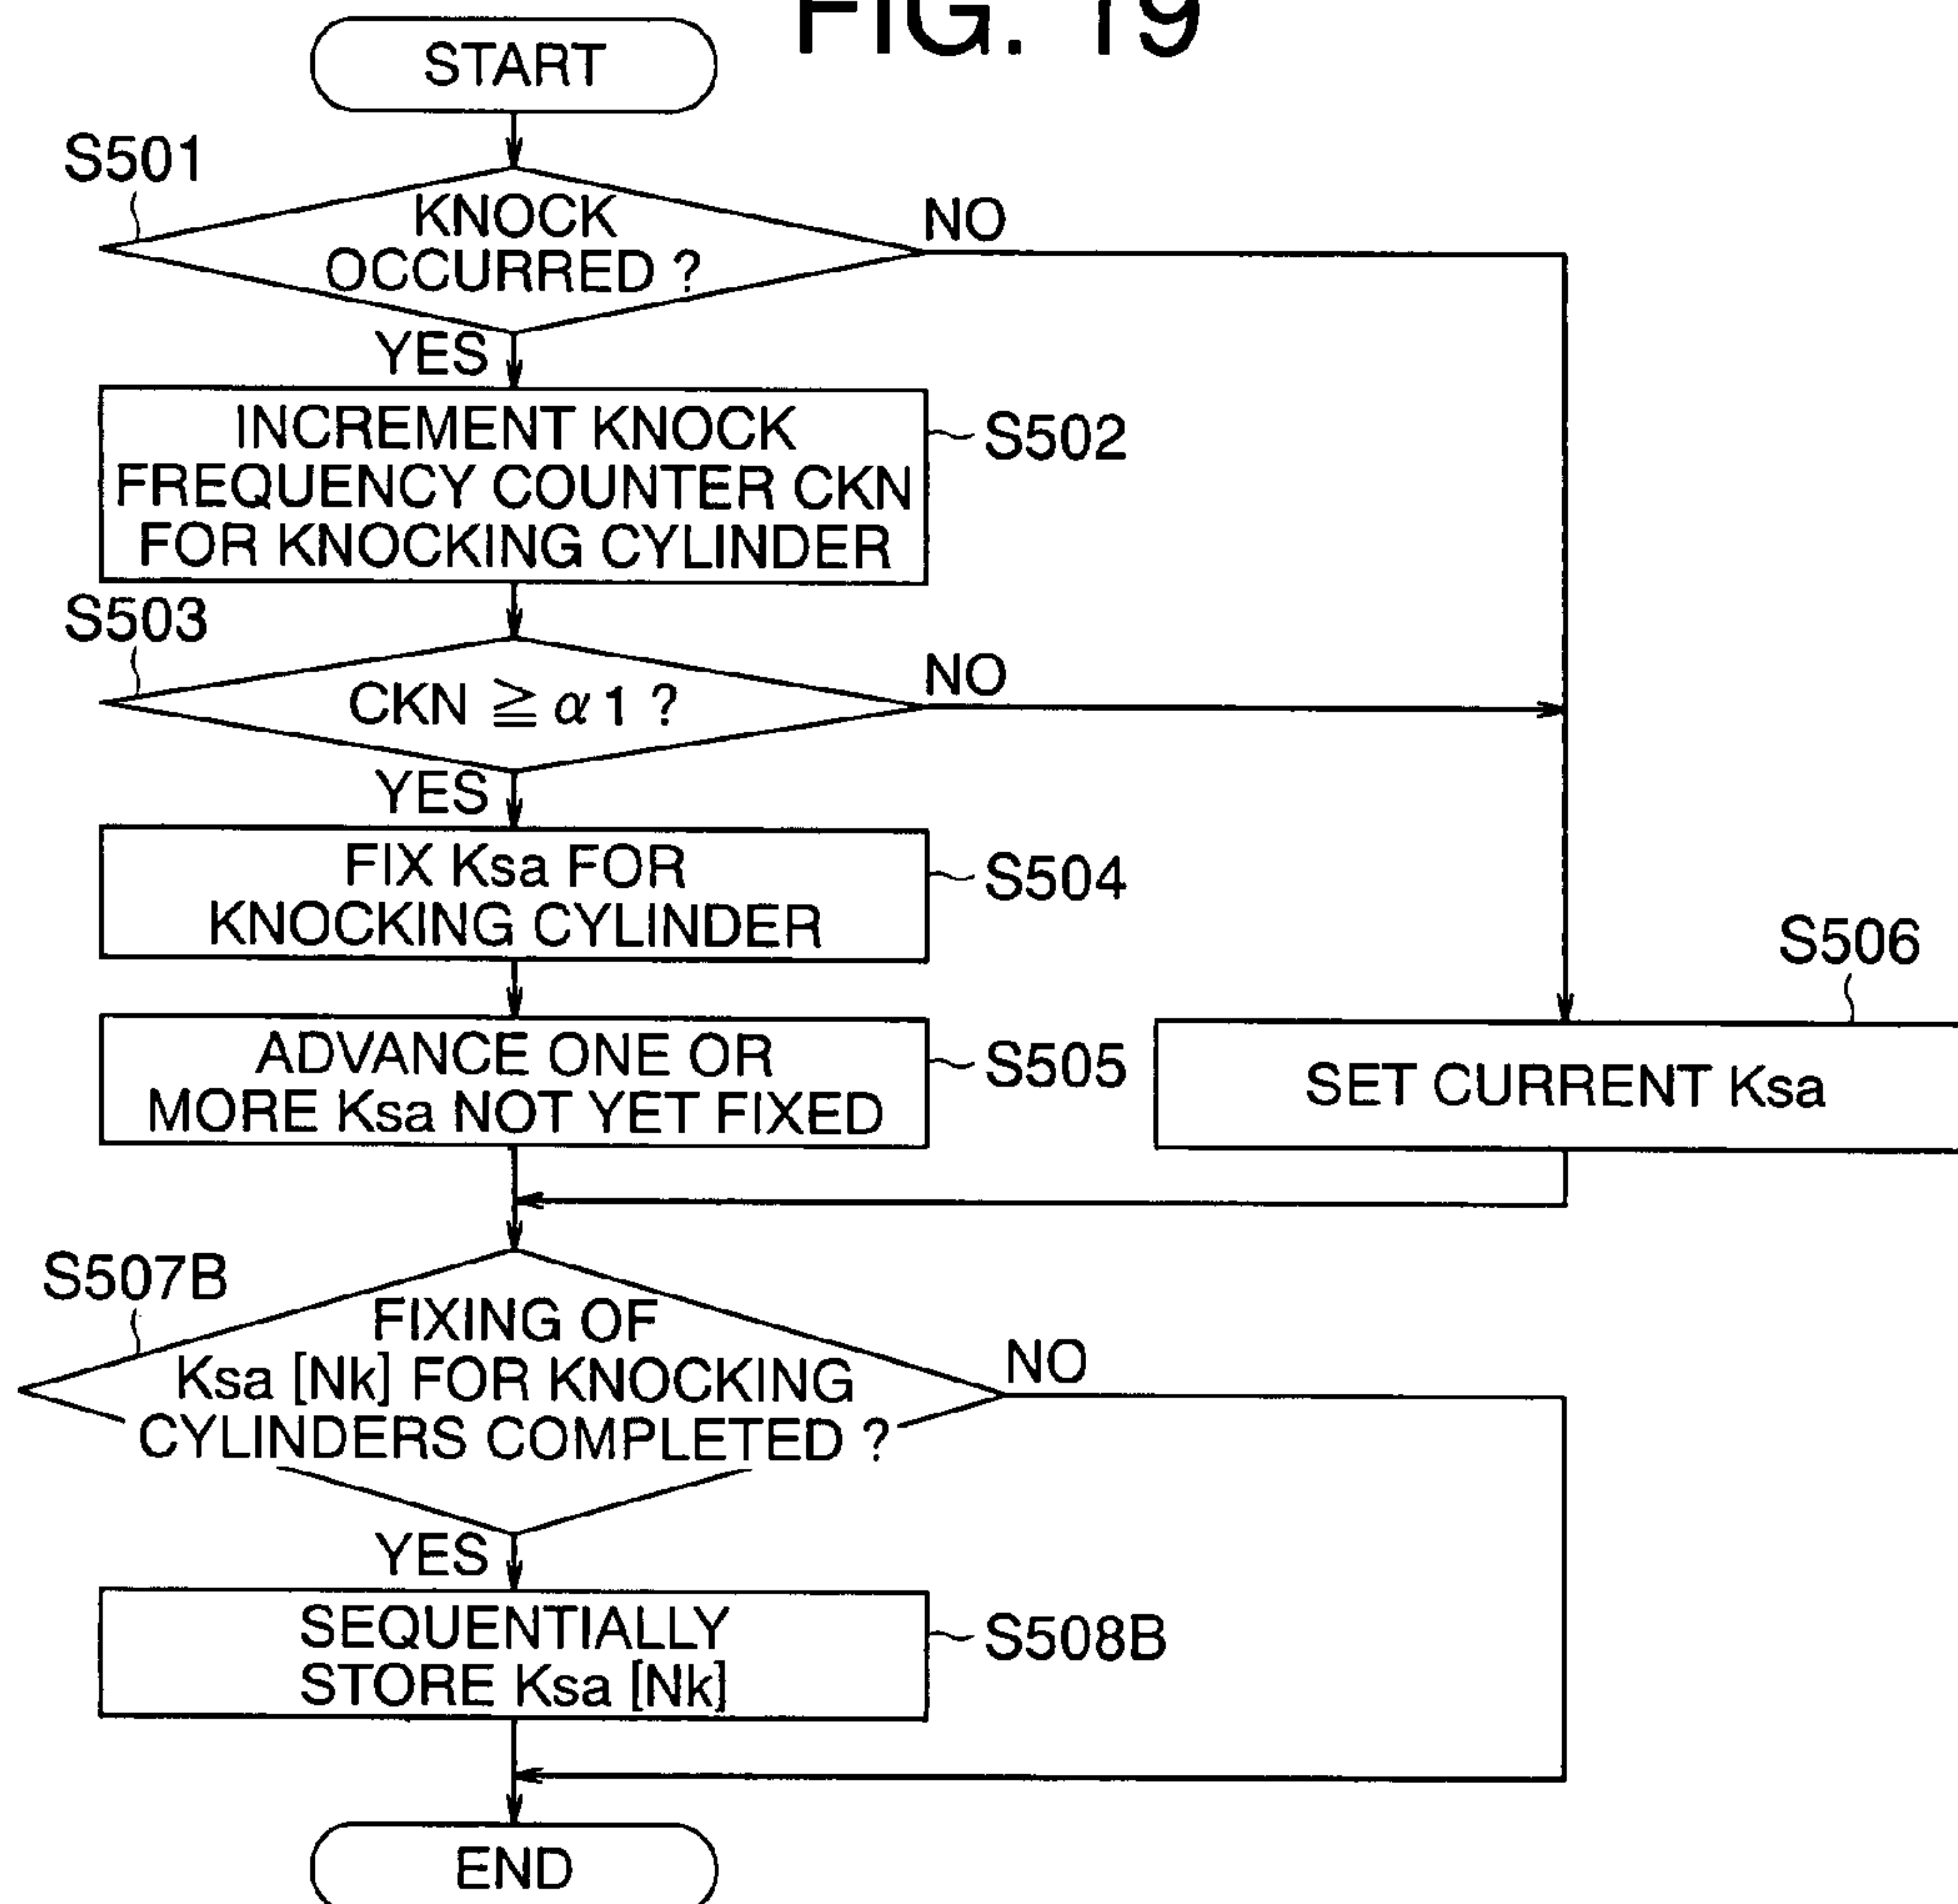 FIG. 19
START
S501
KNOCK
OCCURRED ?
NO
YES
INCREMENT KNOCK
FREQUENCY COUNTER CKN
FOR KNOCKING CYLINDER
S502
S503
CKN ≧ α 1 ?
NO
YES
FIX Ksa FOR
KNOCKING CYLINDER
S504
ADVANCE ONE OR
MORE Ksa NOT YET FIXED
S505
S506
SET CURRENT Ksa
S507B
FIXING OF
Ksa [Nk] FOR KNOCKING
CYLINDERS COMPLETED ?
NO
YES
SEQUENTIALLY
STORE Ksa [Nk]
S508B
END